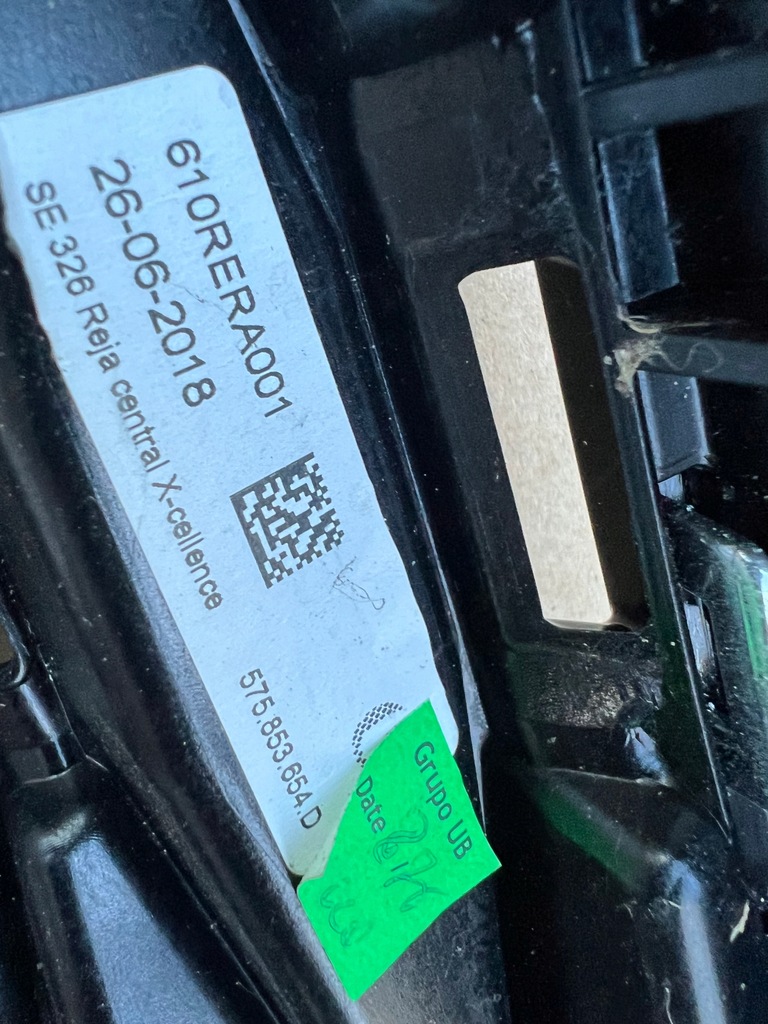 610RERA001
26-06-2018
SE 326 Reja central X-cellence
575.853.654.D
Grupo UB
Date